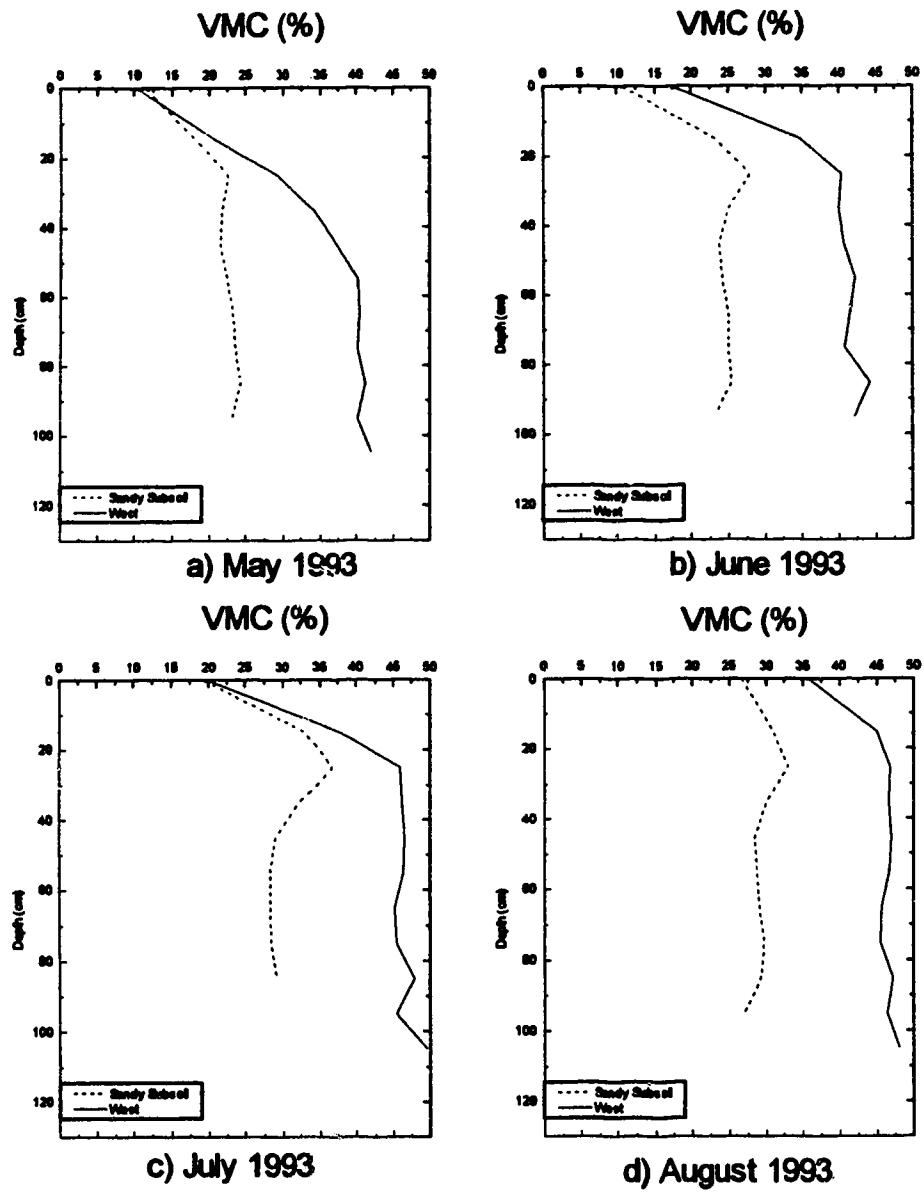 VMC (%)
0 5 10 15 20 25 30 35 40 45 50
0
20
40
60
80
100
120
Depth (cm)
Sandy Subsoil
West
a) May 1993
VMC (%)
0 5 10 15 20 25 30 35 40 45 50
0
20
40
60
80
100
120
Depth (cm)
Sandy Subsoil
West
b) June 1993
VMC (%)
0 5 10 15 20 25 30 35 40 45 50
0
20
40
60
80
100
120
Depth (cm)
Sandy Subsoil
West
c) July 1993
VMC (%)
0 5 10 15 20 25 30 35 40 45 50
0
20
40
60
80
100
120
Depth (cm)
Sandy Subsoil
West
d) August 1993